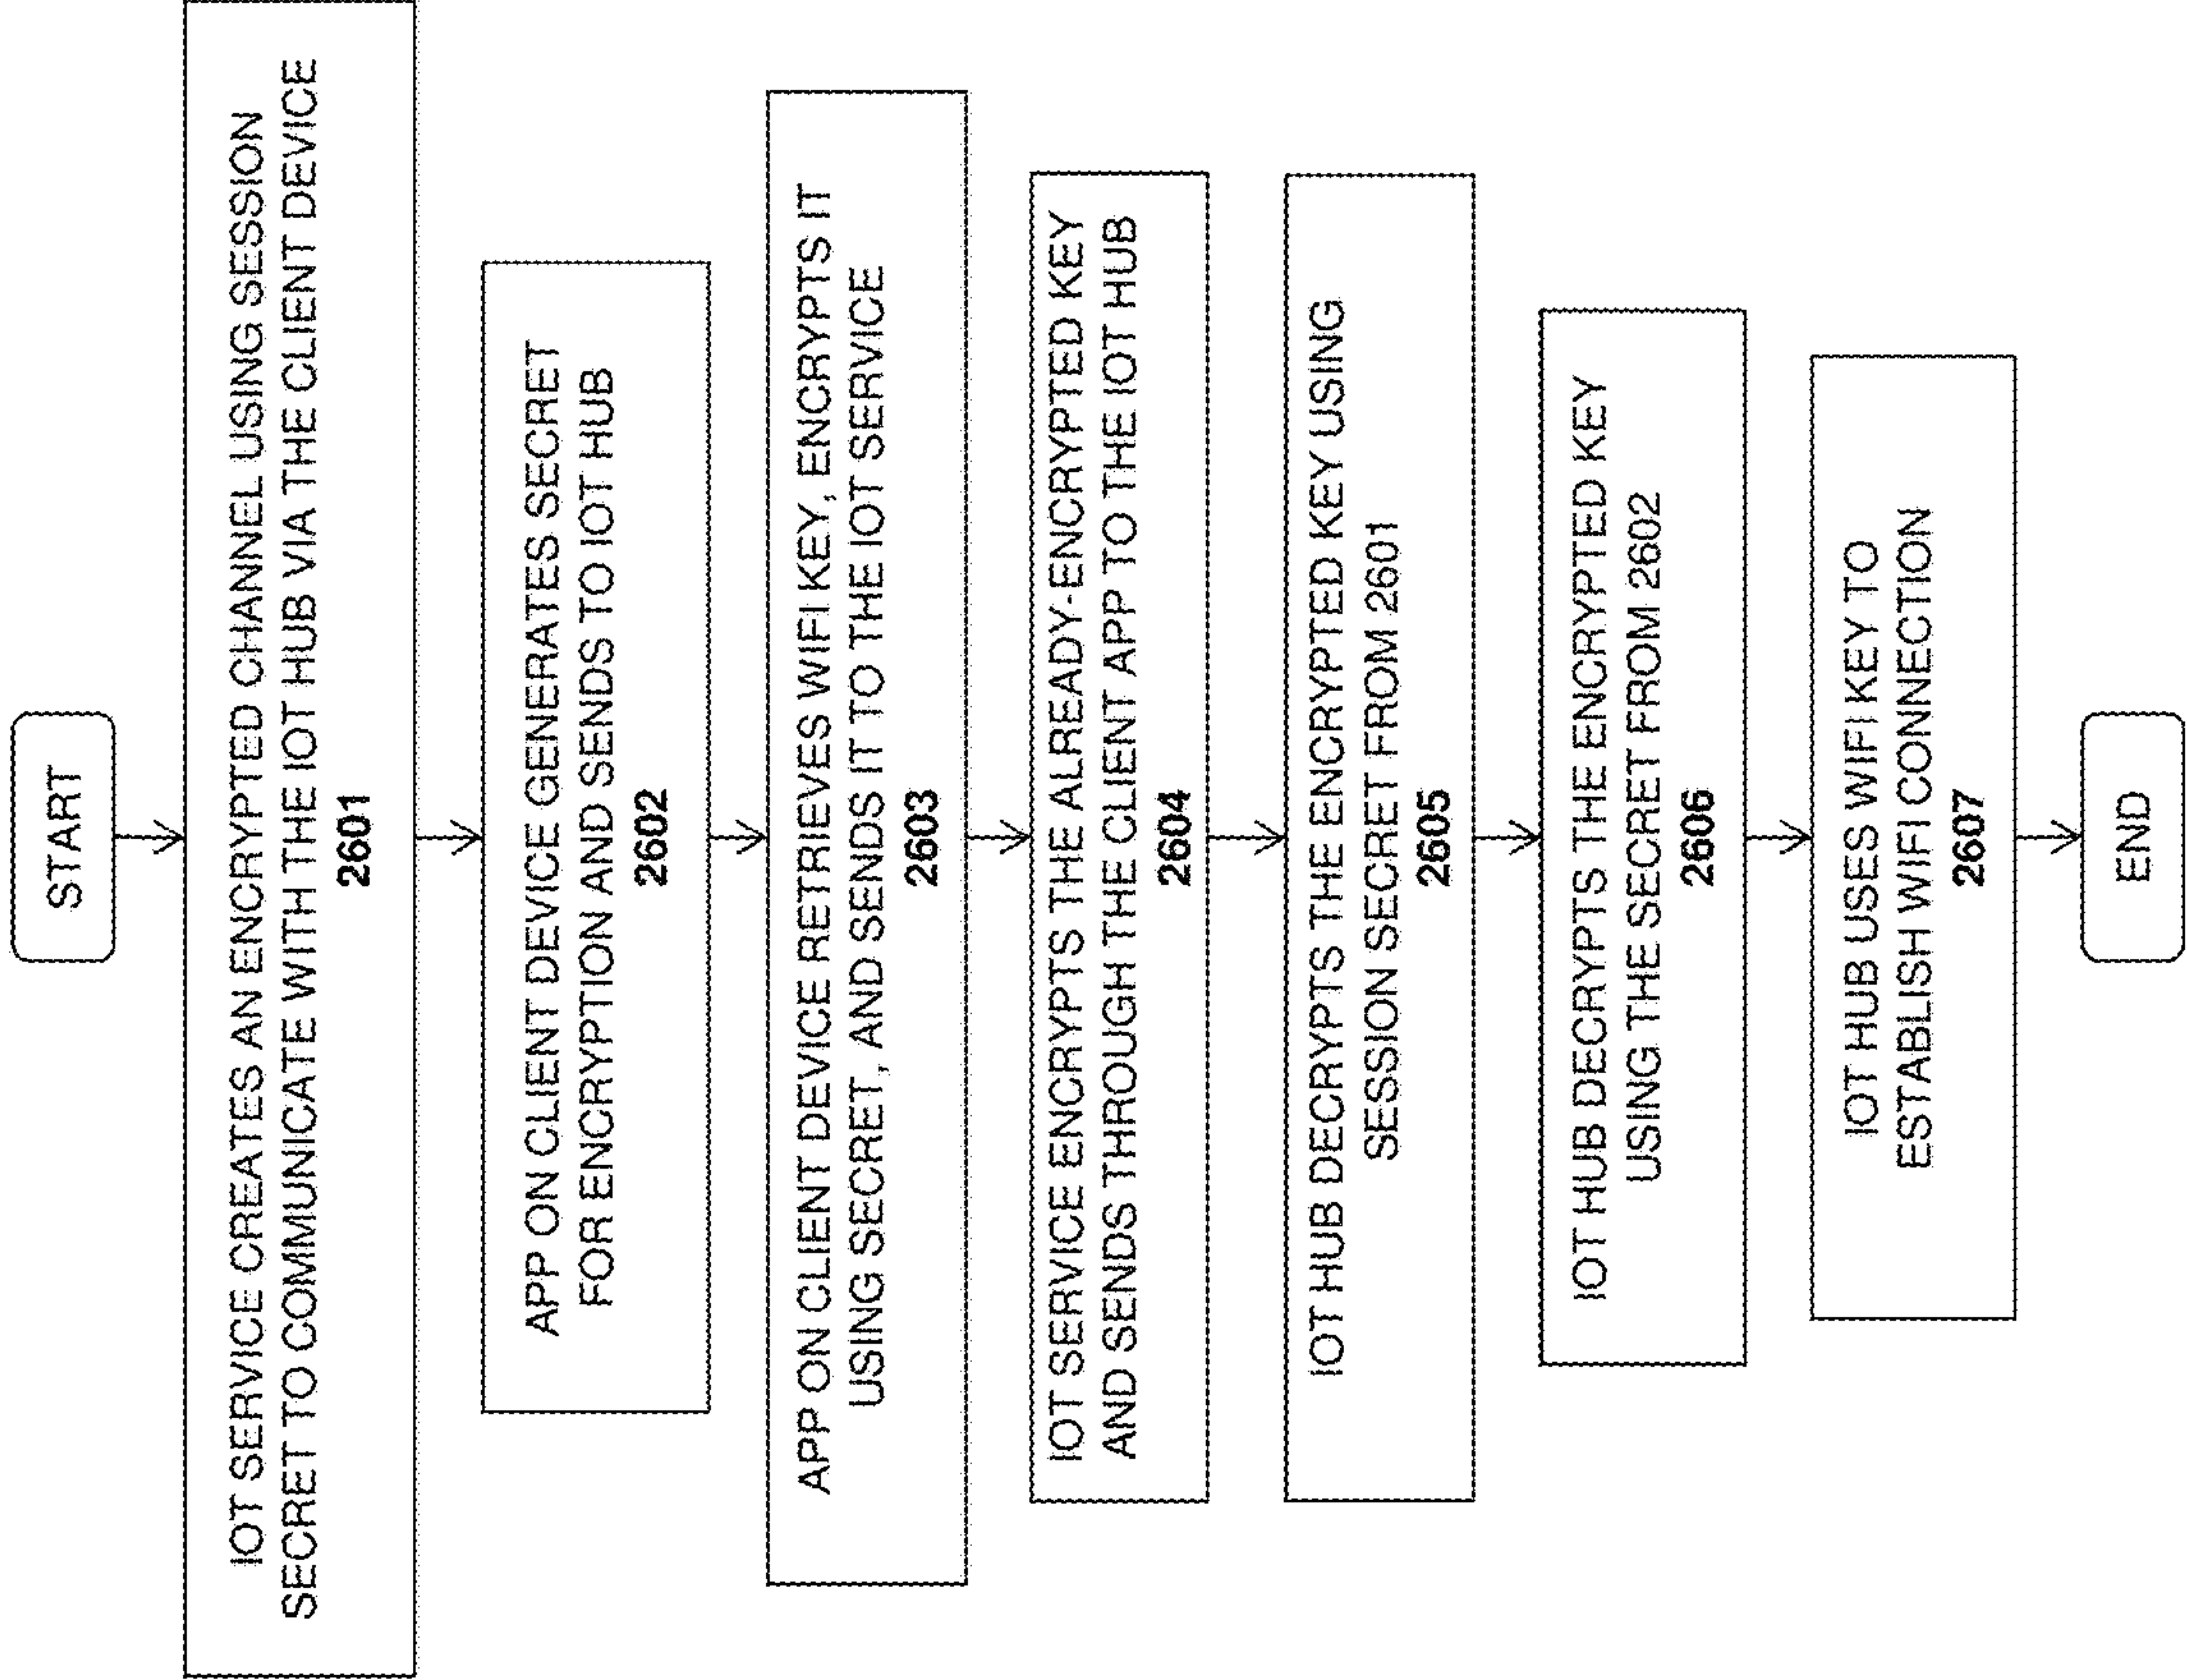 START
IOT SERVICE CREATES AN ENCRYPTED CHANNEL USING SESSION
SECRET TO COMMUNICATE WITH THE IOT HUB VIA THE CLIENT DEVICE
2601
APP ON CLIENT DEVICE GENERATES SECRET
FOR ENCRYPTION AND SENDS TO IOT HUB
2602
APP ON CLIENT DEVICE RETRIEVES WIFI KEY, ENCRYPTS IT
USING SECRET, AND SENDS IT TO THE IOT SERVICE
2603
IOT SERVICE ENCRYPTS THE ALREADY-ENCRYPTED KEY
AND SENDS THROUGH THE CLIENT APP TO THE IOT HUB
2604
IOT HUB DECRYPTS THE ENCRYPTED KEY USING
SESSION SECRET FROM 2601
2605
IOT HUB DECRYPTS THE ENCRYPTED KEY
USING THE SECRET FROM 2602
2606
IOT HUB USES WIFI KEY TO
ESTABLISH WIFI CONNECTION
2607
END